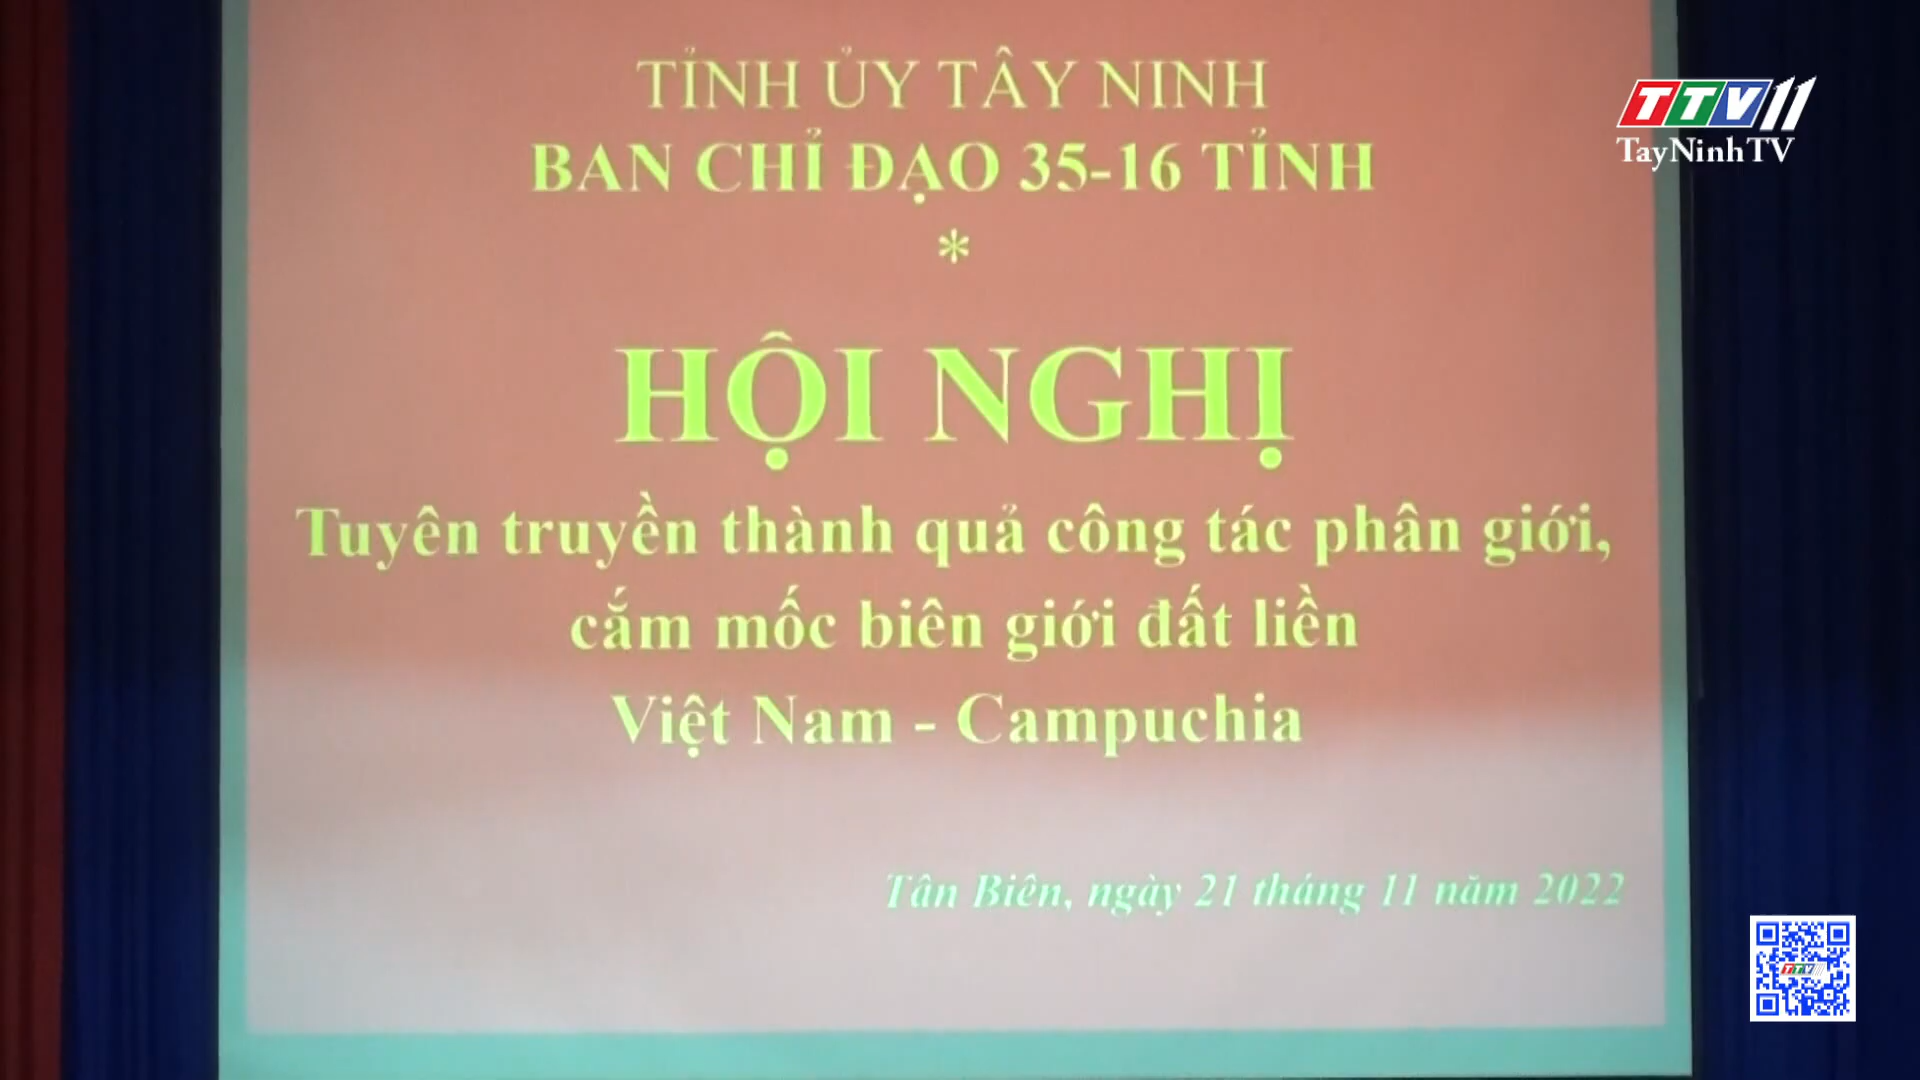 TỈNH ỦY TÂY NINH
BAN CHỈ ĐẠO 35-16 TỈNH
*
HỘI NGHỊ
Tuyên truyền thành quả công tác phân giới,
cắm mốc biên giới đất liền
Việt Nam - Campuchia
Tân Biên, ngày 21 tháng 11 năm 2022
TTV11
TayNinhTV
TTV11